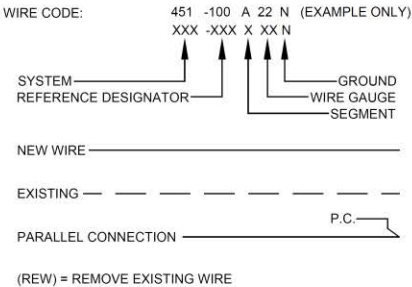 WIRE CODE: 451 -100 A 22 N (EXAMPLE ONLY)
XXX -XXX X XX N
SYSTEM GROUND
REFERENCE DESIGNATOR WIRE GAUGE
SEGMENT
NEW WIRE
EXISTING
P.C.
PARALLEL CONNECTION
(REW) = REMOVE EXISTING WIRE